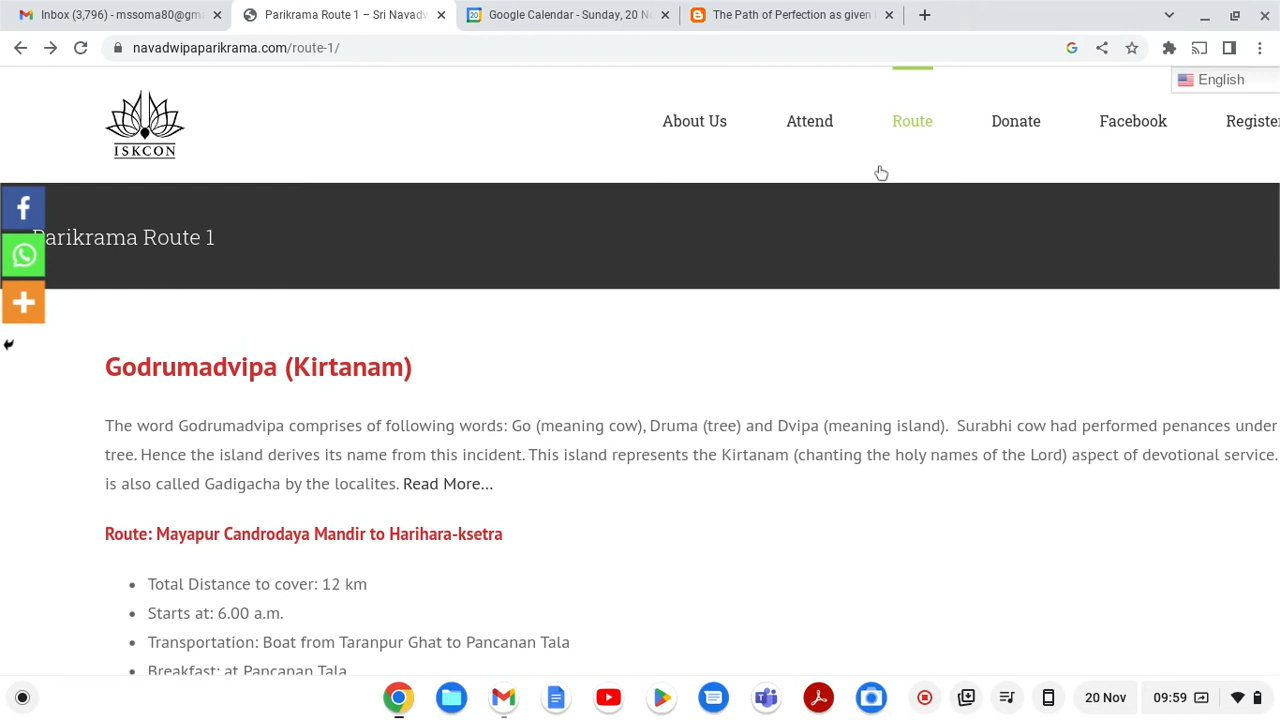 Inbox (3,796) - mssoma80@gma
Parikrama Route 1 – Sri Navadv
Google Calendar - Sunday, 20 N
The Path of Perfection as given
navadwipaparikrama.com/route-1/
English
ISKCON
About Us
Attend
Route
Donate
Facebook
Registe
Parikrama Route 1
Godrumadvipa (Kirtanam)
The word Godrumadvipa comprises of following words: Go (meaning cow), Druma (tree) and Dvipa (meaning island). Surabhi cow had performed penances under
tree. Hence the island derives its name from this incident. This island represents the Kirtanam (chanting the holy names of the Lord) aspect of devotional service.
is also called Gadigacha by the localites. Read More...
Route: Mayapur Candrodaya Mandir to Harihara-ksetra
Total Distance to cover: 12 km
Starts at: 6.00 a.m.
Transportation: Boat from Taranpur Ghat to Pancanan Tala
Breakfast: at Pancanan Tala
20 Nov
09:59